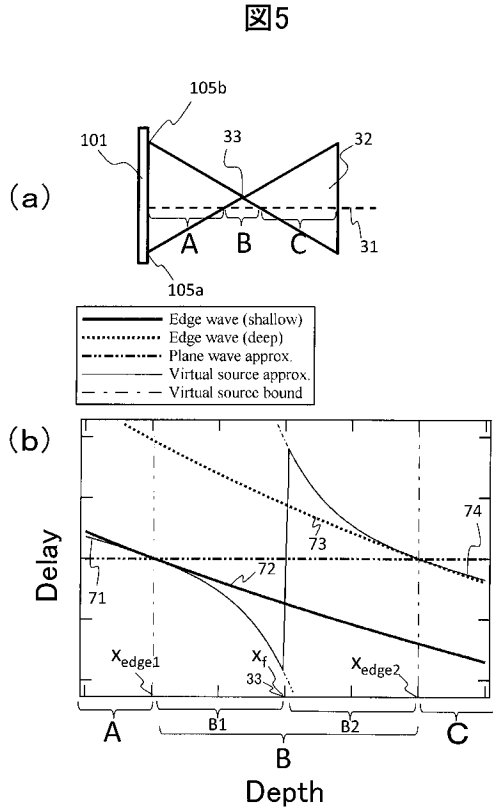 図5
105b
101
33
32
(a)
A
B
C
31
105a
Edge wave (shallow)
Edge wave (deep)
Plane wave approx.
Virtual source approx.
Virtual source bound
(b)
Delay
71
72
73
74
Xedge1
Xf
33
Xedge2
A
B1
B2
C
B
Depth